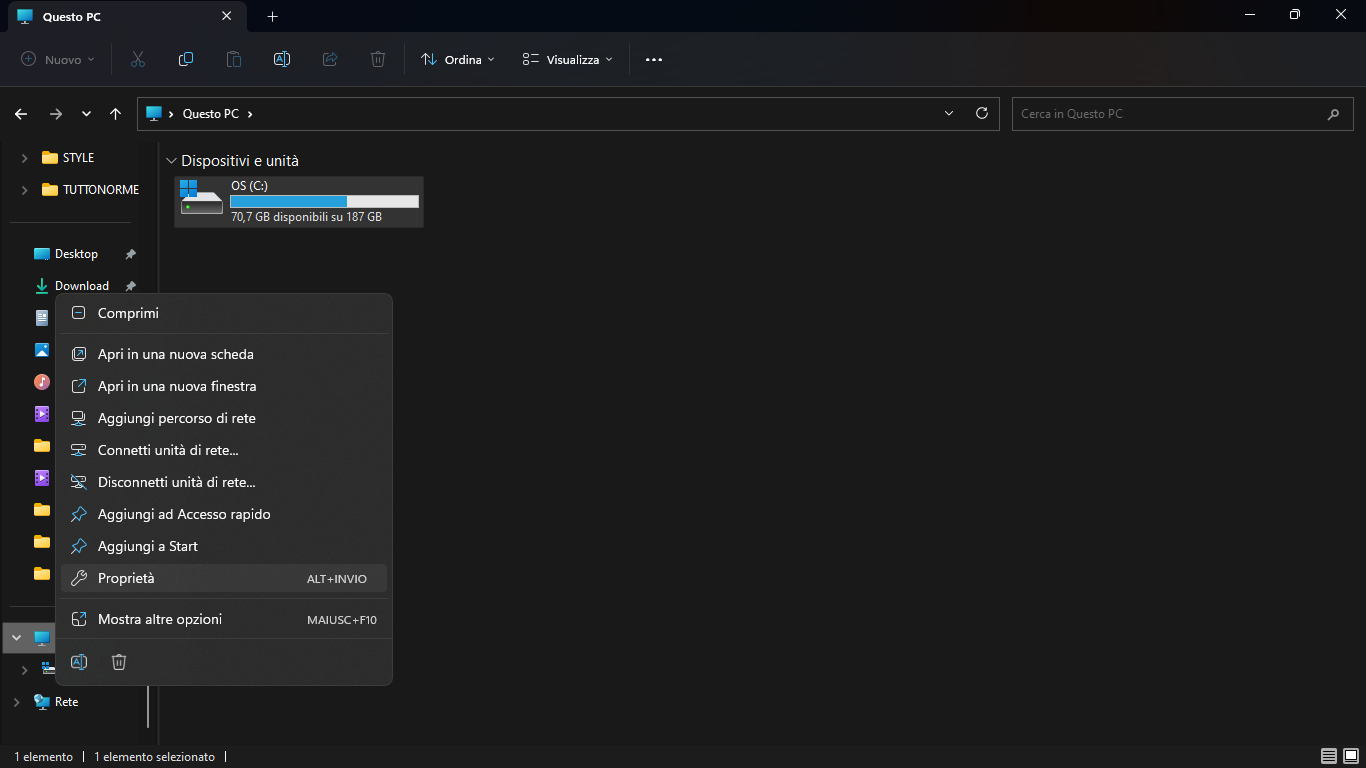 Questo PC
Nuovo
Ordina
Visualizza
Questo PC
Cerca in Questo PC
STYLE
TUTTONORME
Desktop
Download
Dispositivi e unità
OS (C:)
70,7 GB disponibili su 187 GB
Comprimi
Apri in una nuova scheda
Apri in una nuova finestra
Aggiungi percorso di rete
Connetti unità di rete...
Disconnetti unità di rete...
Aggiungi ad Accesso rapido
Aggiungi a Start
Proprietà ALT+INVIO
Mostra altre opzioni MAIUSC+F10
Rete
1 elemento 1 elemento selezionato